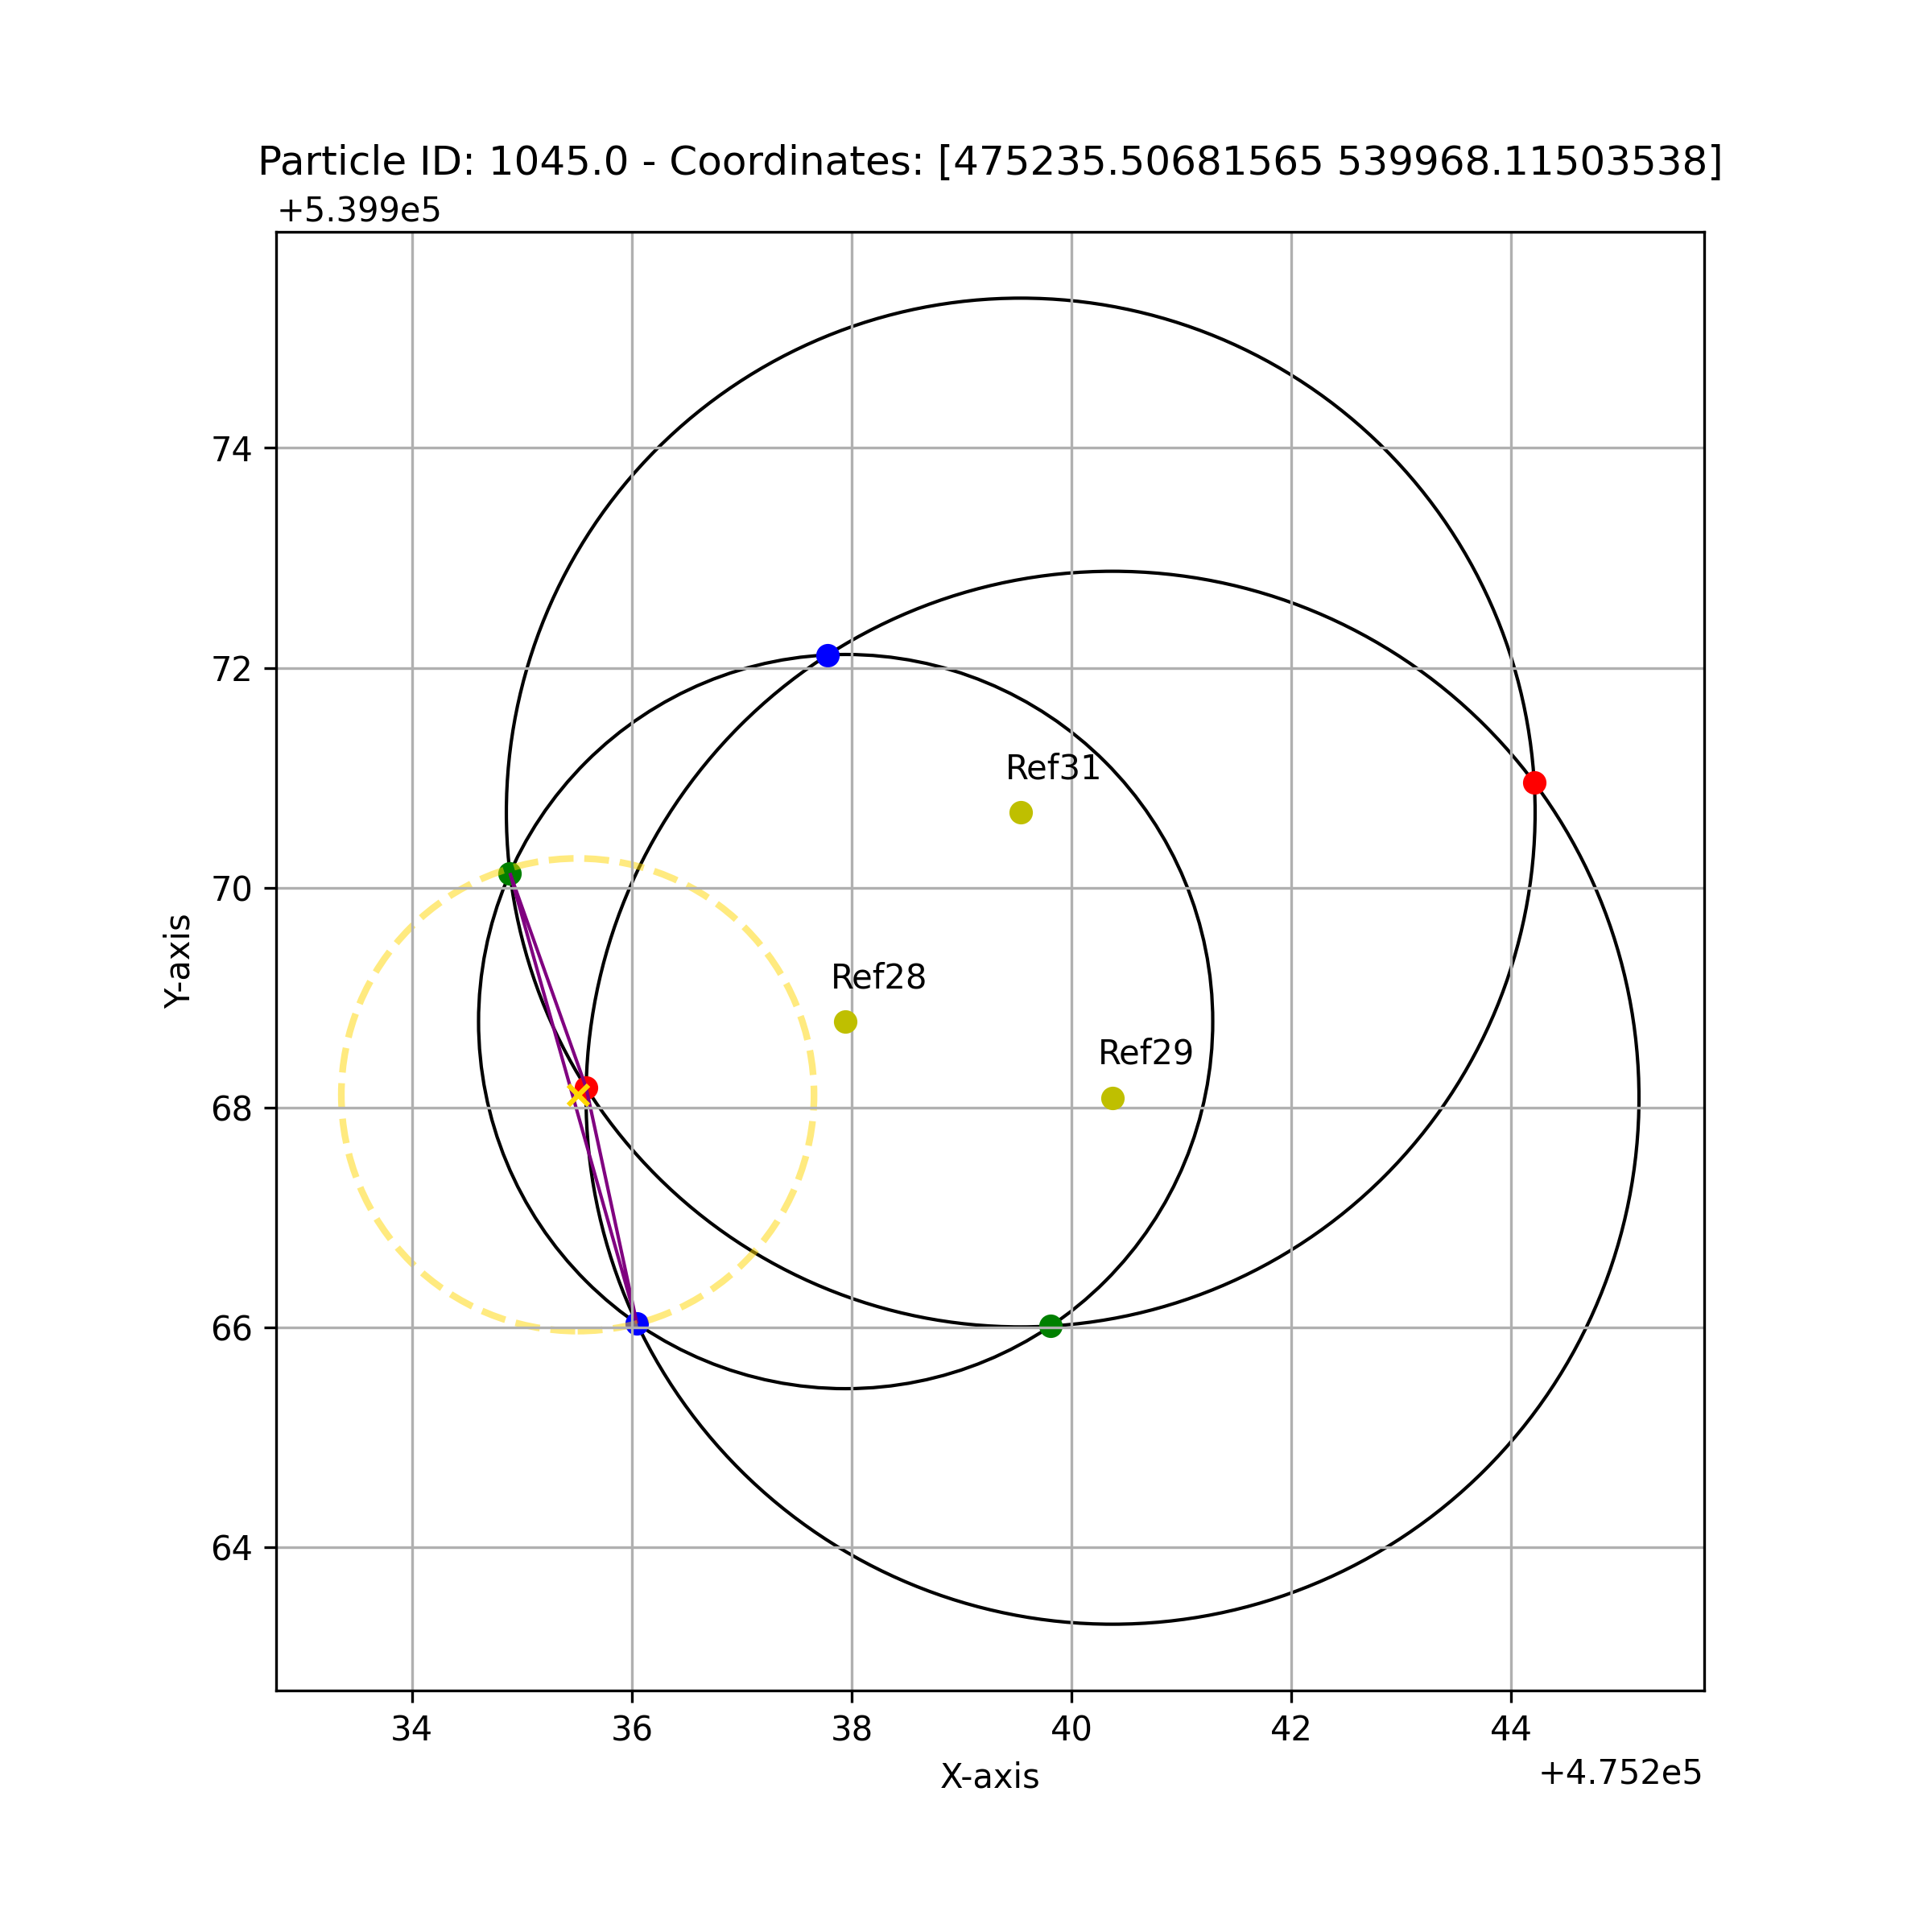 Particle ID: 1045.0 - Coordinates: [475235.50681565 539968.11503538]
+5.399e5
74
72
Ref31
70
Y-axis
Ref28
Ref29
68
66
64
34 36 38 40 42 44
X-axis
+4.752e5